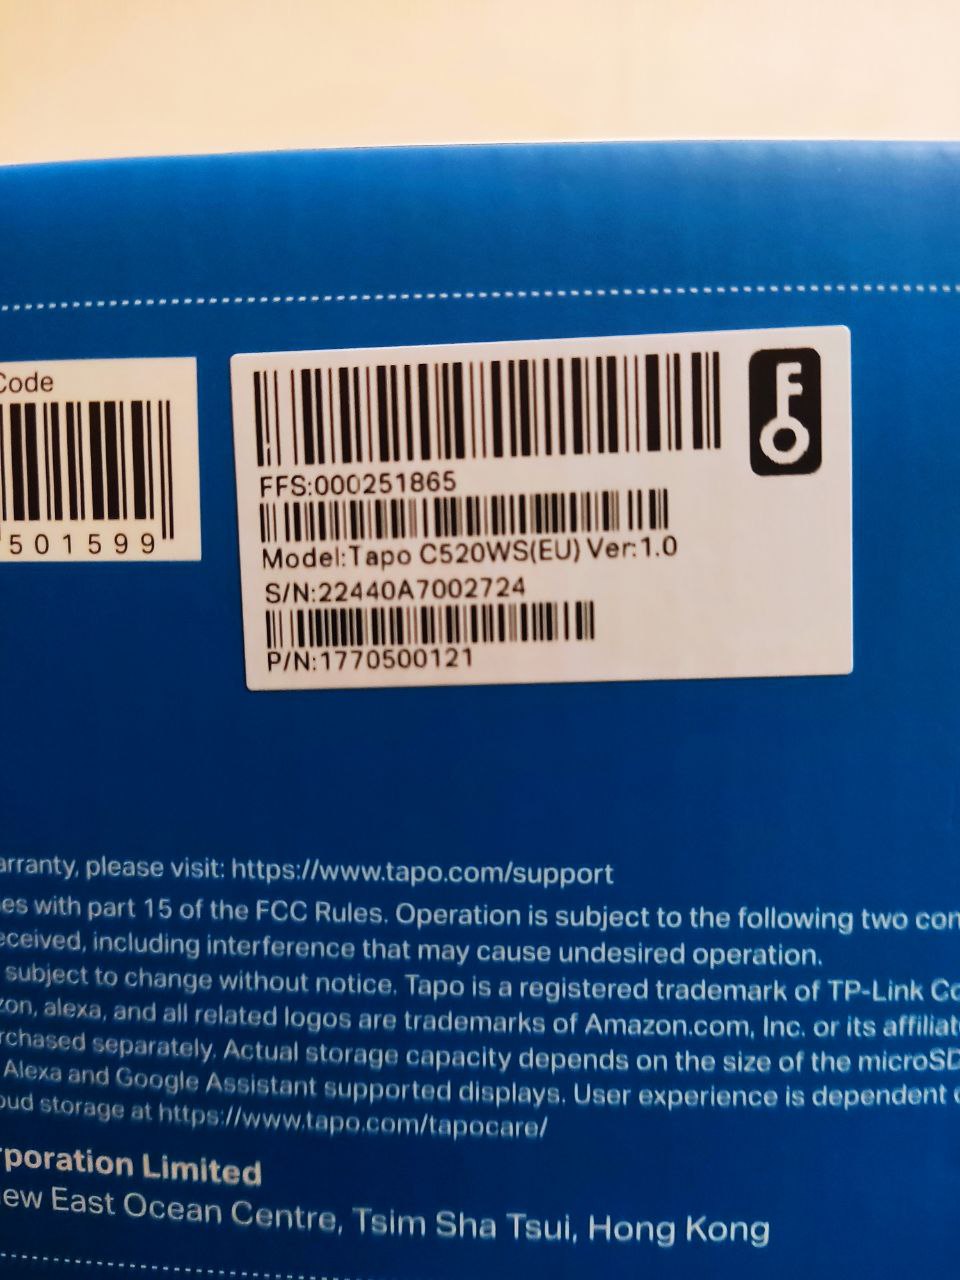 Code
501599
FFS:000251865
Model:Tapo C520WS(EU) Ver:1.0
S/N:22440A7002724
P/N:1770500121
arranty, please visit: https://www.tapo.com/support
es with part 15 of the FCC Rules. Operation is subject to the following two con
eceived, including interference that may cause undesired operation.
subject to change without notice. Tapo is a registered trademark of TP-Link Co
zon, alexa, and all related logos are trademarks of Amazon.com, Inc. or its affiliat
rchased separately. Actual storage capacity depends on the size of the microSD
Alexa and Google Assistant supported displays. User experience is dependent
oud storage at https://www.tapo.com/tapocare/
rporation Limited
ew East Ocean Centre, Tsim Sha Tsui, Hong Kong